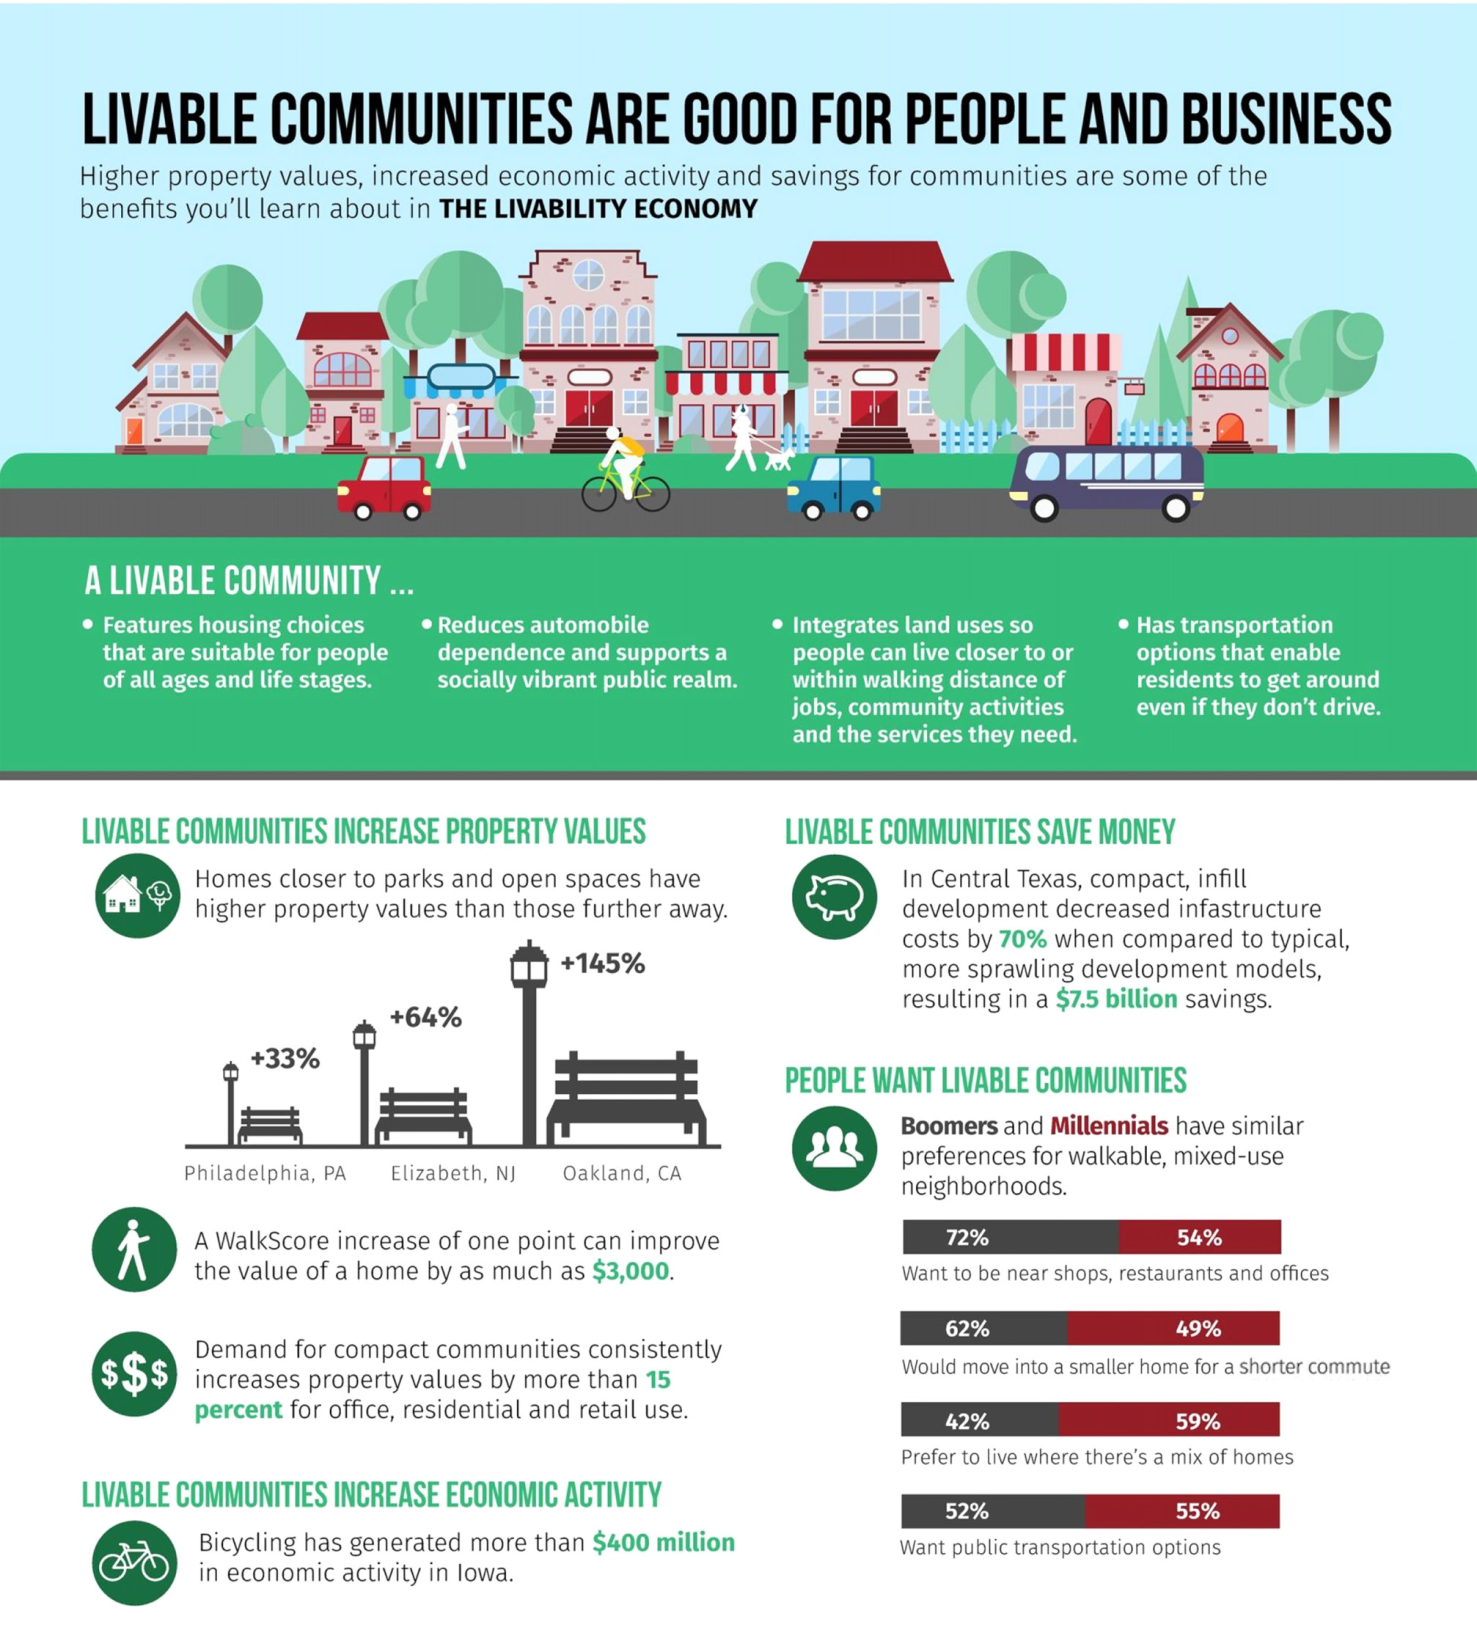 LIVABLE COMMUNITIES ARE GOOD FOR PEOPLE AND BUSINESS
Higher property values, increased economic activity and savings for communities are some of the
benefits you'll learn about in THE LIVABILITY ECONOMY
A LIVABLE COMMUNITY ...
• Features housing choices
that are suitable for people
of all ages and life stages.
• Reduces automobile
dependence and supports a
socially vibrant public realm.
• Integrates land uses so
people can live closer to or
within walking distance of
jobs, community activities
and the services they need.
• Has transportation
options that enable
residents to get around
even if they don't drive.
LIVABLE COMMUNITIES INCREASE PROPERTY VALUES
Homes closer to parks and open spaces have
higher property values than those further away.
+33%
+64%
+145%
Philadelphia, PA
Elizabeth, NJ
Oakland, CA
A WalkScore increase of one point can improve
the value of a home by as much as $3,000.
$$$
Demand for compact communities consistently
increases property values by more than 15
percent for office, residential and retail use.
LIVABLE COMMUNITIES INCREASE ECONOMIC ACTIVITY
Bicycling has generated more than $400 million
in economic activity in Iowa.
LIVABLE COMMUNITIES SAVE MONEY
In Central Texas, compact, infill
development decreased infastructure
costs by 70% when compared to typical,
more sprawling development models,
resulting in a $7.5 billion savings.
PEOPLE WANT LIVABLE COMMUNITIES
Boomers and Millennials have similar
preferences for walkable, mixed-use
neighborhoods.
72% 54%
Want to be near shops, restaurants and offices
62% 49%
Would move into a smaller home for a shorter commute
42% 59%
Prefer to live where there's a mix of homes
52% 55%
Want public transportation options